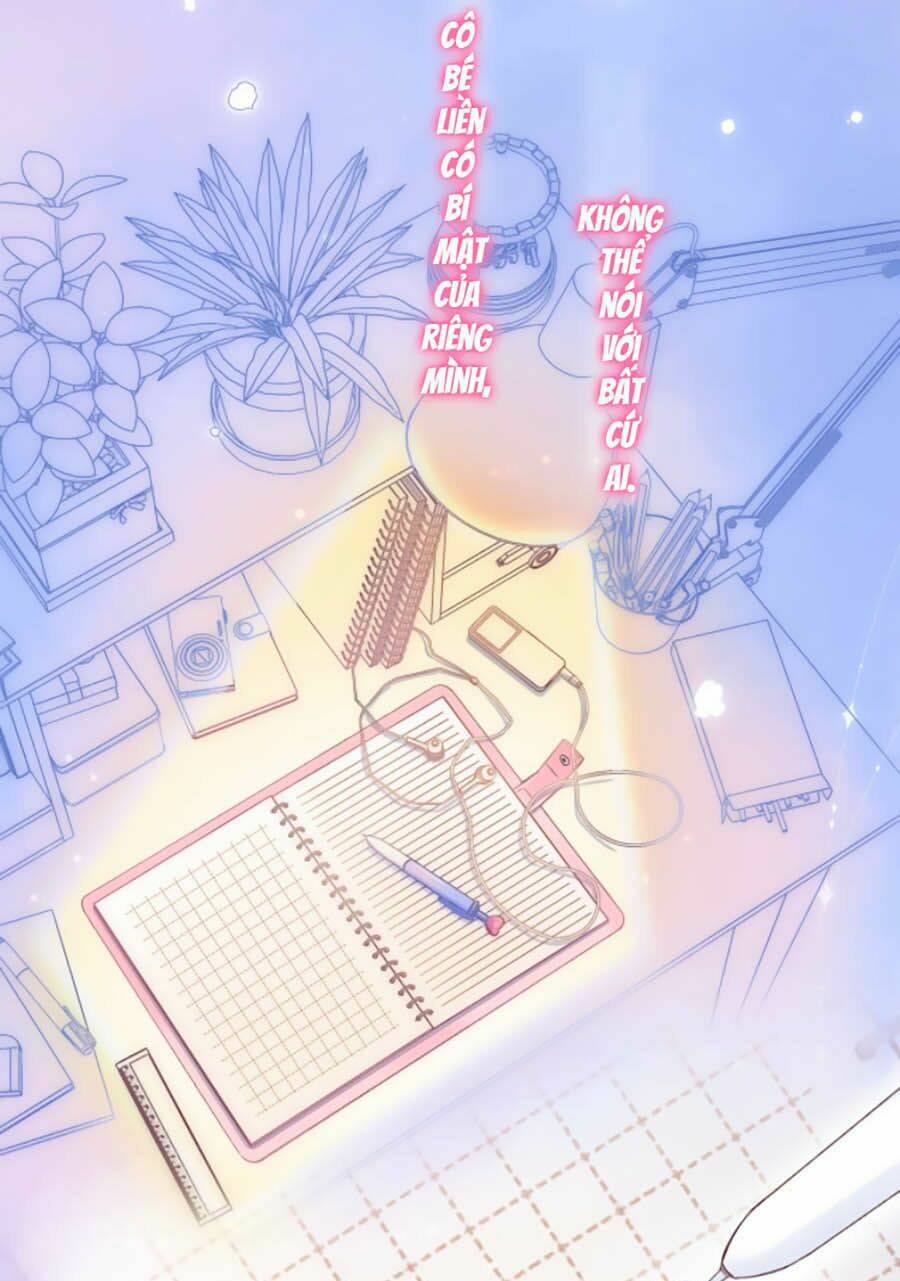 CÔ
BÉ
LIỀN
CÓ
BÍ
MẬT
CỦA
RIÊNG
MÌNH,
KHÔNG
THỂ
NÓI
VỚI
BẤT
CỨ
AI.